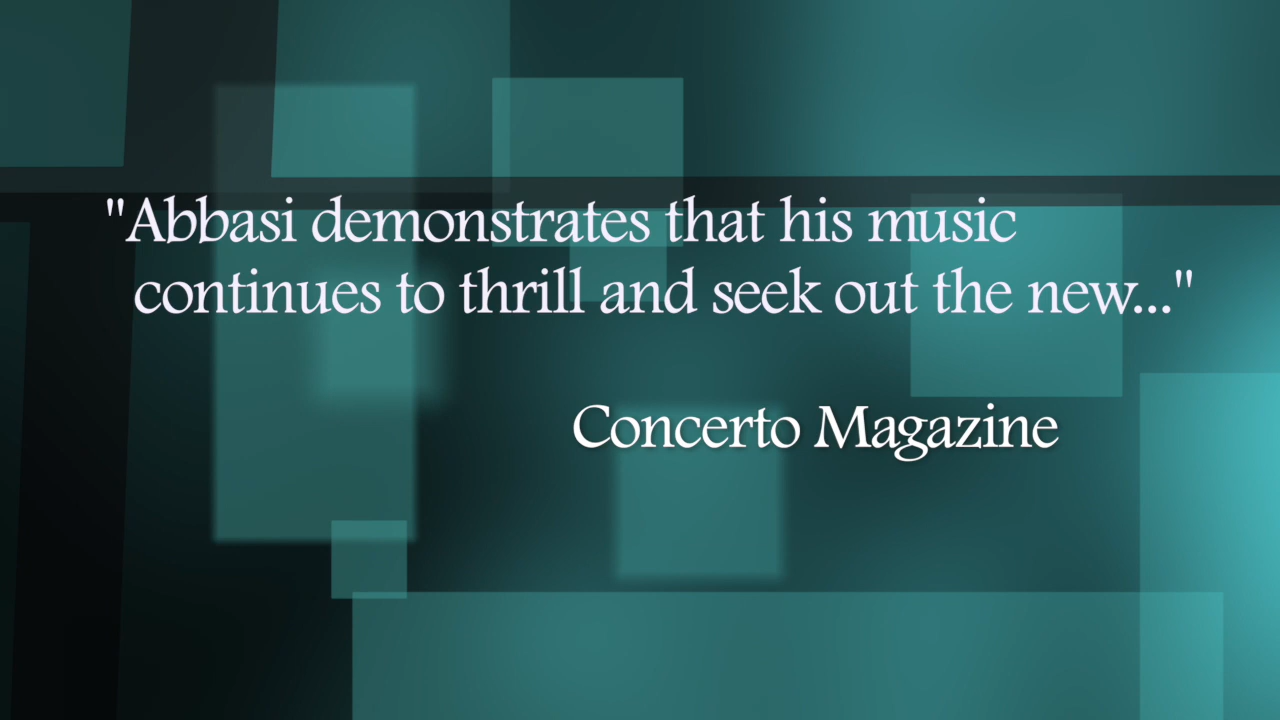 "Abbasi demonstrates that his music
continues to thrill and seek out the new..."
Concerto Magazine